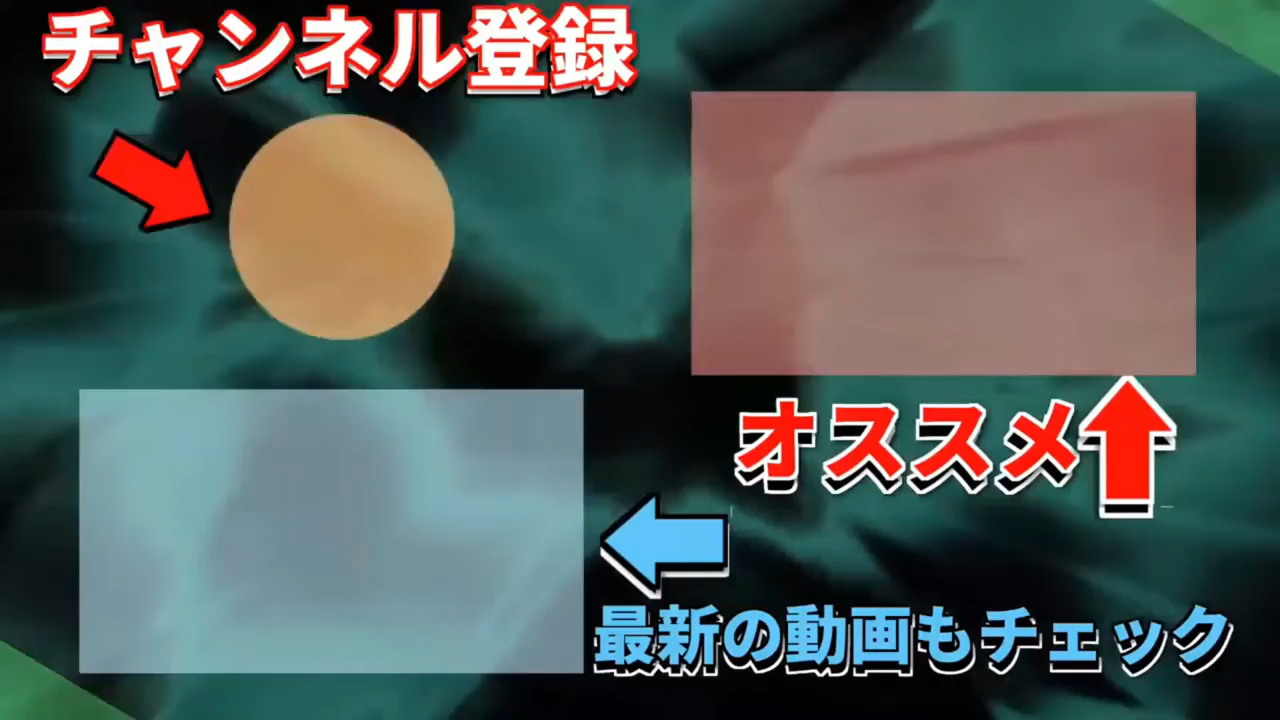 チャンネル登録
オススメ
最新の動画もチェック